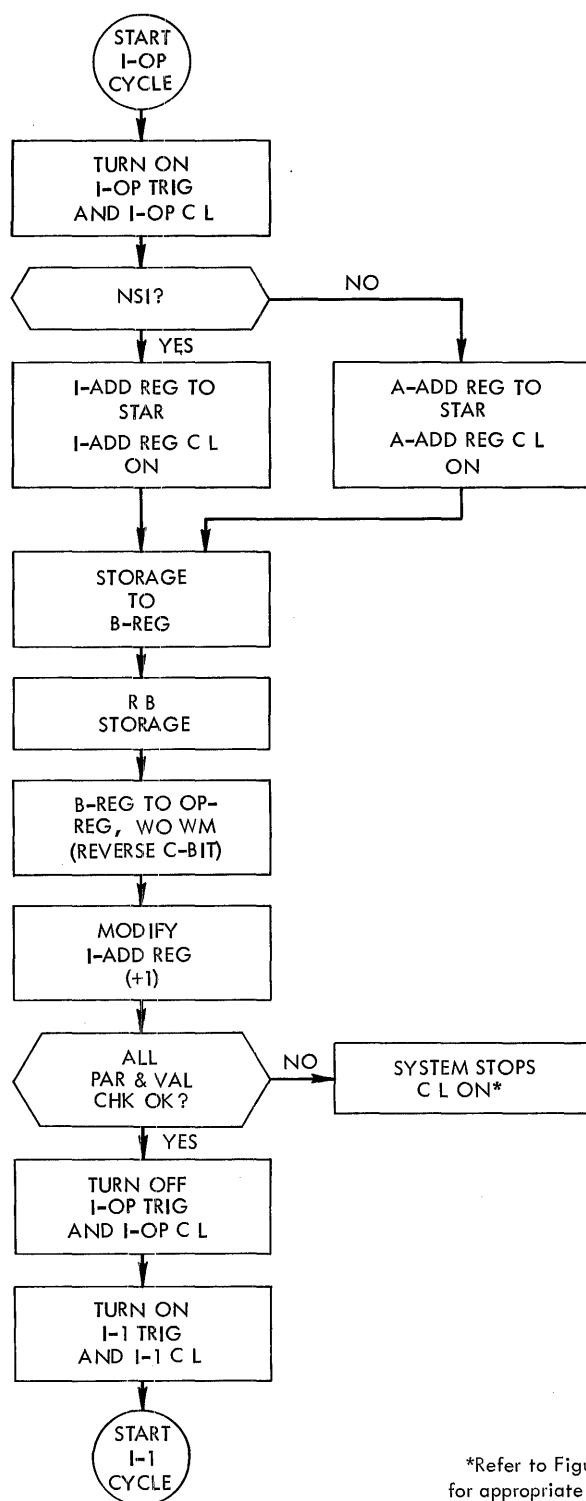 START
I-OP
CYCLE
TURN ON
I-OP TRIG
AND I-OP C L
NSI?
NO
YES
I-ADD REG TO
STAR
I-ADD REG C L
ON
A-ADD REG TO
STAR
A-ADD REG C L
ON
STORAGE
TO
B-REG
R B
STORAGE
B-REG TO OP-
REG, WO WM
(REVERSE C-BIT)
MODIFY
I-ADD REG
(+1)
ALL
PAR & VAL
CHK OK?
NO
SYSTEM STOPS
C L ON*
YES
TURN OFF
I-OP TRIG
AND I-OP C L
TURN ON
I-1 TRIG
AND I-1 C L
START
I-1
CYCLE
*Refer to Figu
for appropriate